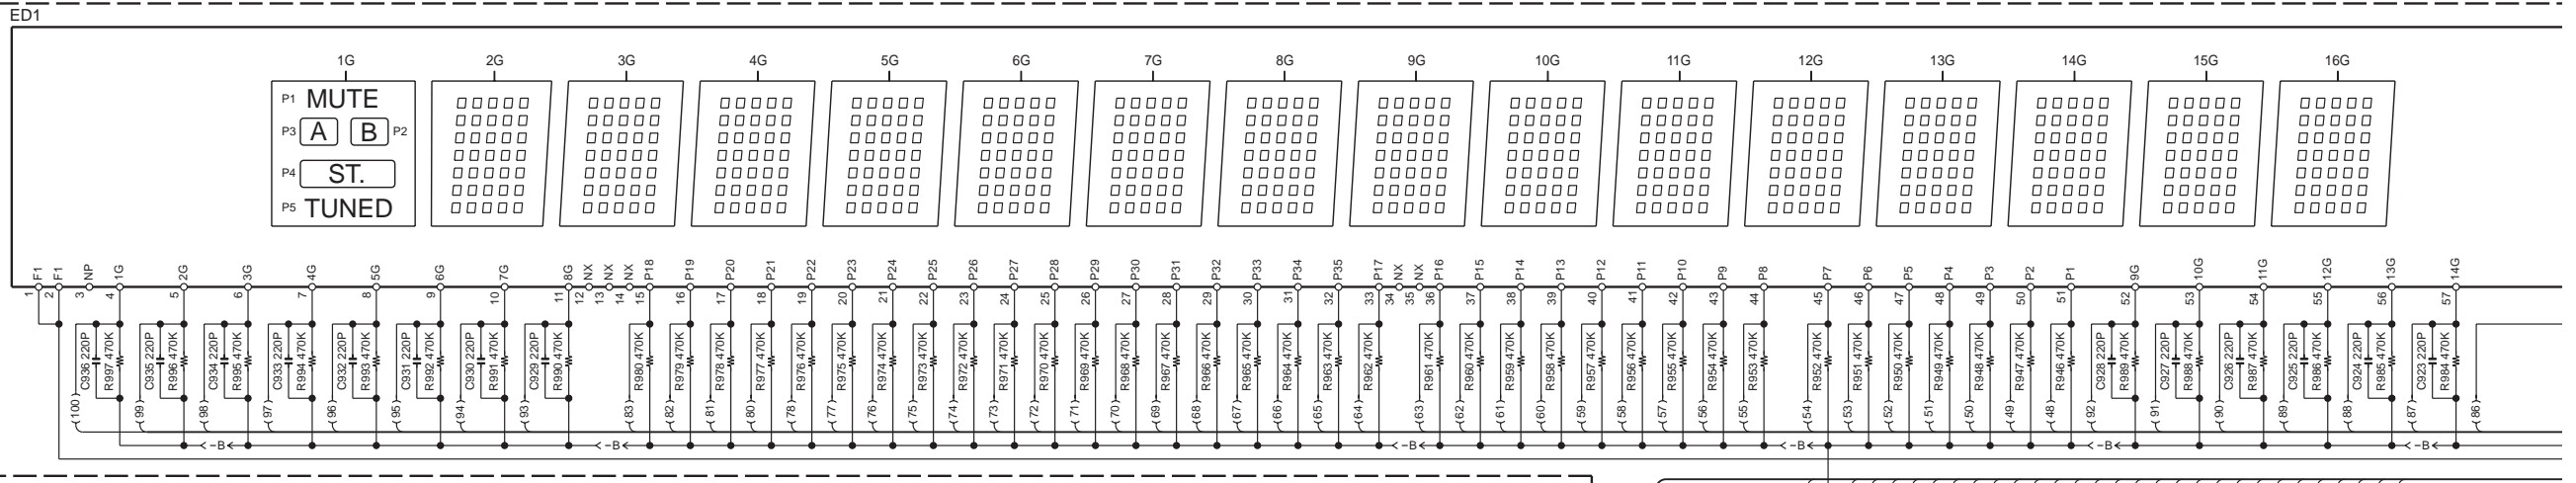 ED1
1G 2G 3G 4G 5G 6G 7G 8G 9G 10G 11G 12G 13G 14G 15G 16G
P1 MUTE
P3 A B P2
P4 ST.
P5 TUNED
F1 F1 NP 1G 2G 3G 4G 5G 6G 7G 8G NX NX NX P18 P19 P20 P21 P22 P23 P24 P25 P26 P27 P28 P29 P30 P31 P32 P33 P34 P35 P17 NX NX P16 P15 P14 P13 P12 P11 P10 P9 P8 P7 P6 P5 P4 P3 P2 P1 9G 10G 11G 12G 13G 14G
1 2 3 4 5 6 7 8 9 10 11 12 13 14 15 16 17 18 19 20 21 22 23 24 25 26 27 28 29 30 31 32 33 34 35 36 37 38 39 40 41 42 43 44 45 46 47 48 49 50 51 52 53 54 55 56 57
C936 220P R997 470K C935 220P R996 470K C934 220P R995 470K C933 220P R994 470K C932 220P R993 470K C931 220P R992 470K C930 220P R991 470K C929 220P R990 470K R980 470K R979 470K R978 470K R977 470K R976 470K R975 470K R974 470K R973 470K R972 470K R971 470K R970 470K R969 470K R968 470K R967 470K R966 470K R965 470K R964 470K R963 470K R962 470K R961 470K R960 470K R959 470K R958 470K R957 470K R956 470K R955 470K R954 470K R953 470K R952 470K R951 470K R950 470K R949 470K R948 470K R947 470K R946 470K C928 220P R989 470K C927 220P R988 470K C926 220P R987 470K C925 220P R986 470K C924 220P R985 470K C923 220P R984 470K
100 99 98 97 96 95 94 93 83 82 81 80 78 77 76 75 74 73 72 71 70 69 68 67 66 65 64 63 62 61 60 59 58 57 56 55 54 53 52 51 50 49 48 92 91 90 89 88 87 86
-B -B -B -B -B -B